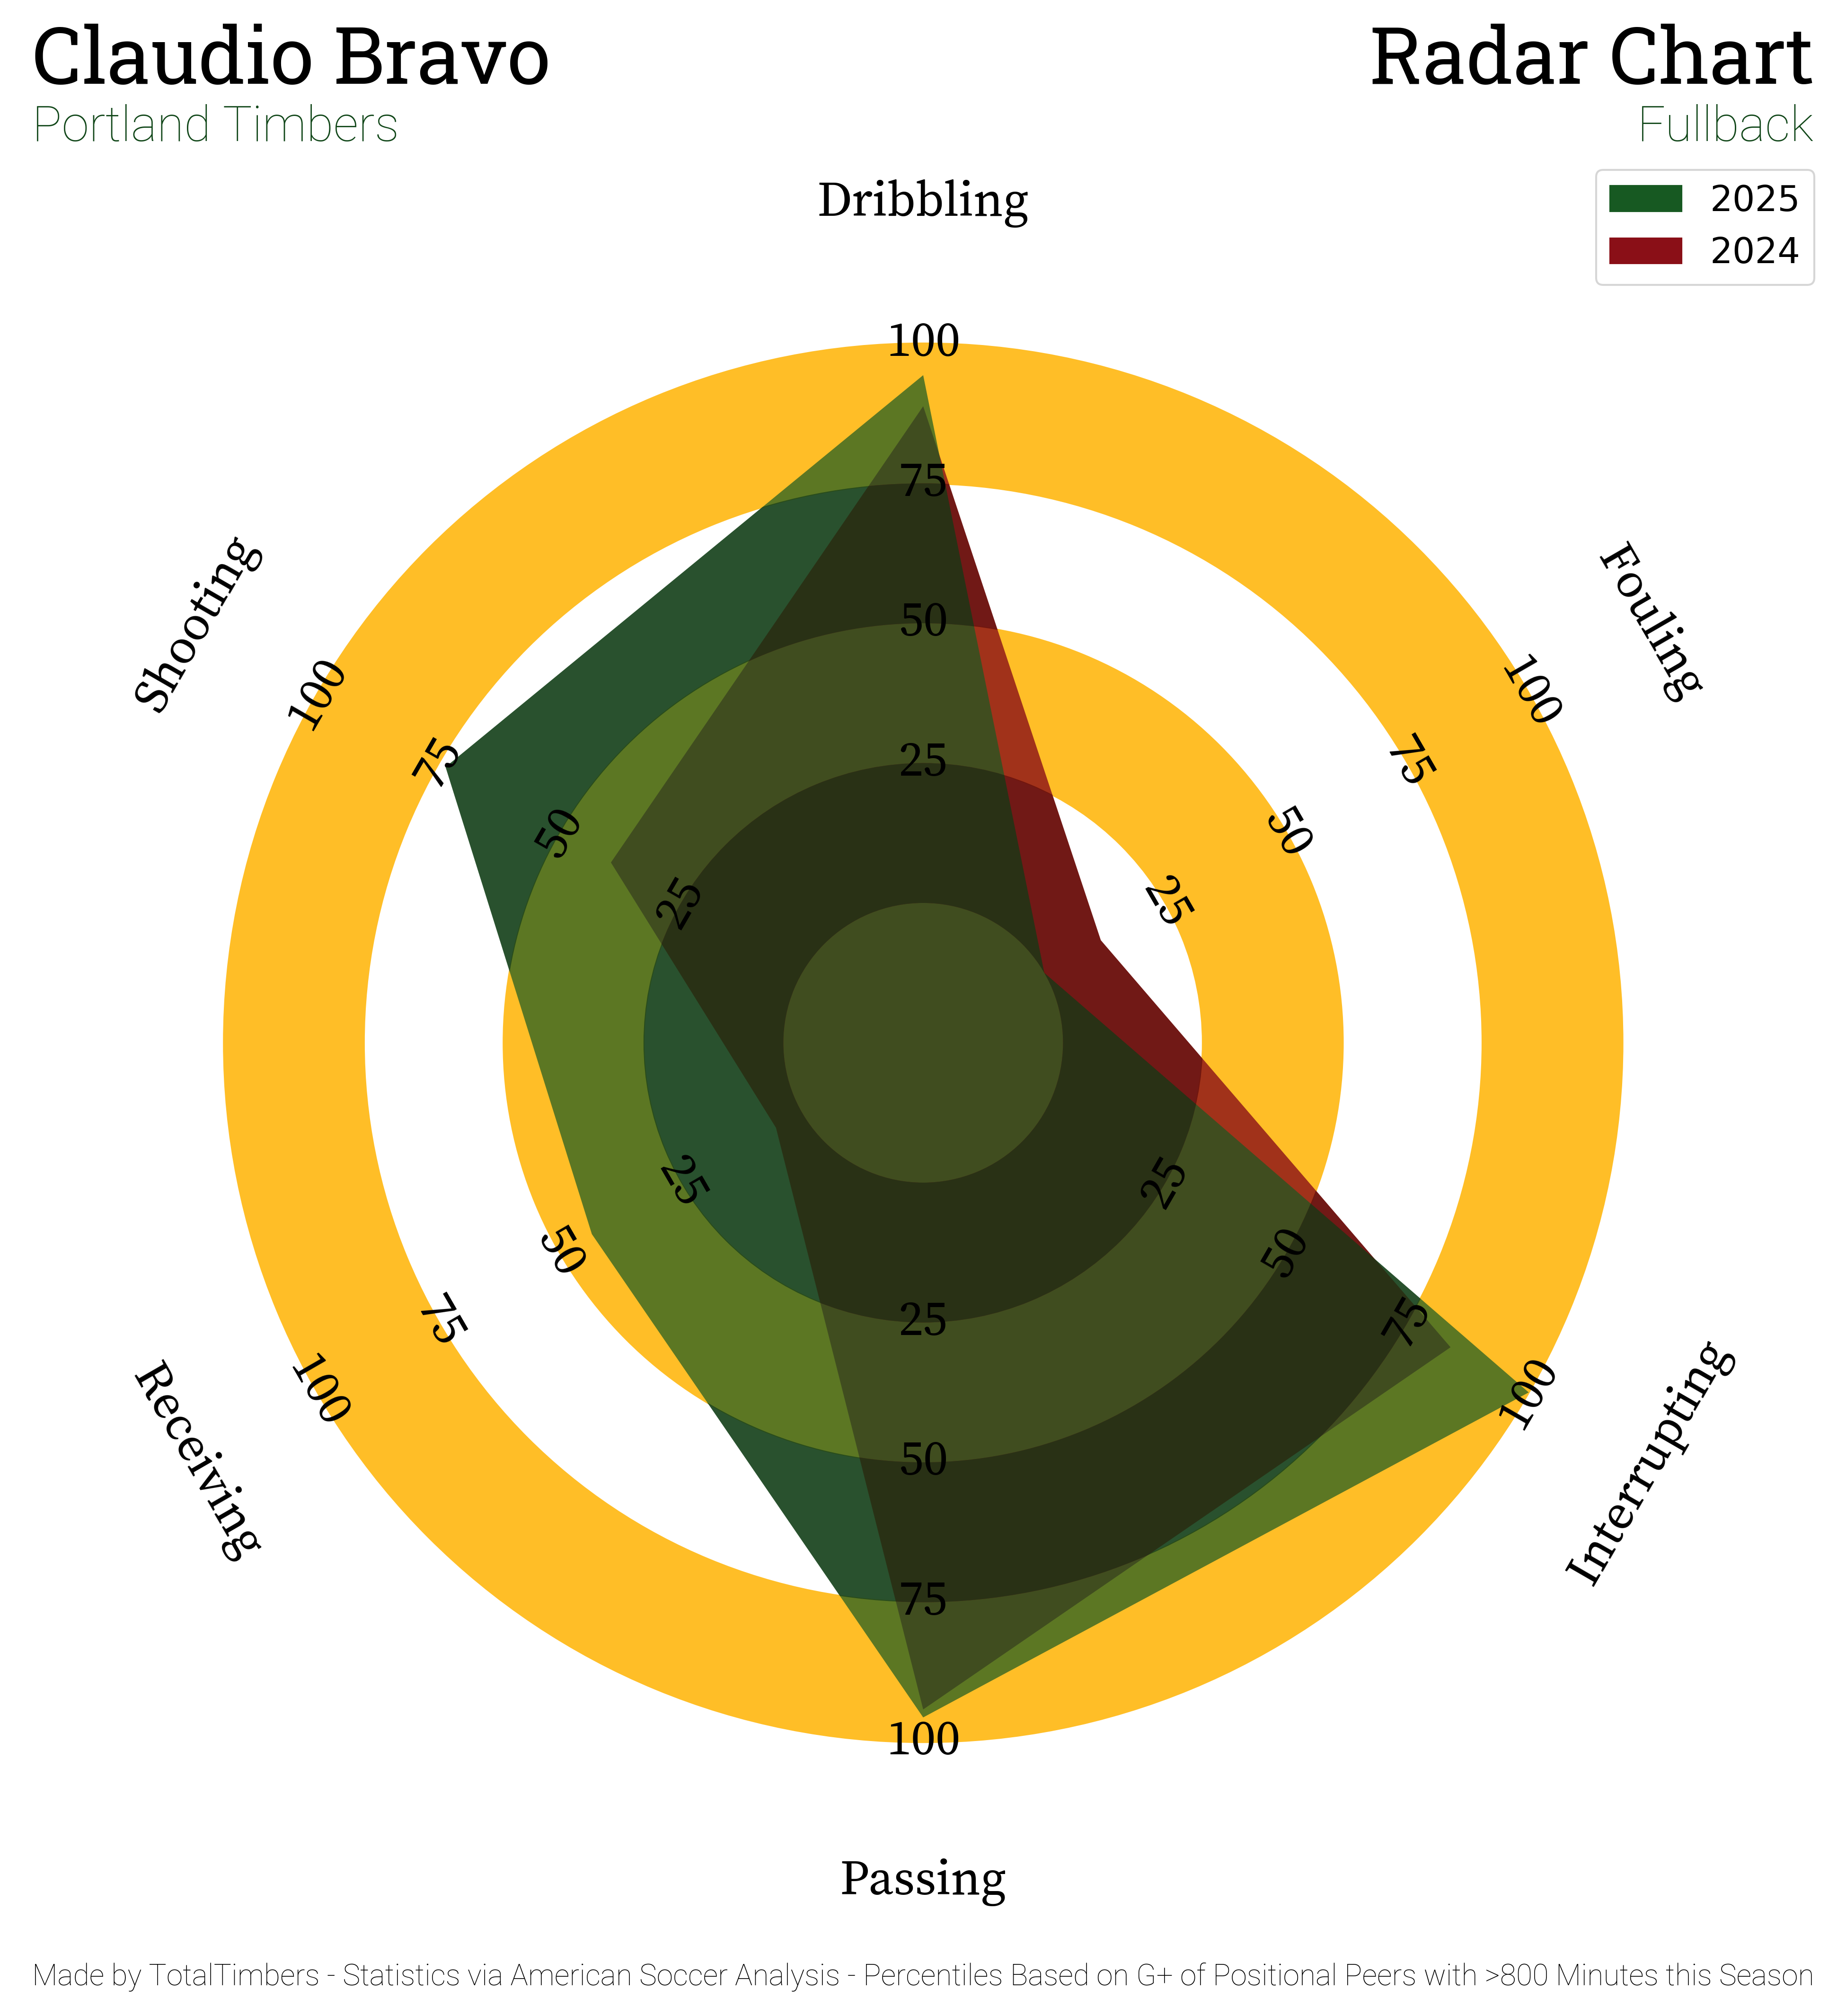 Claudio Bravo
Radar Chart
Portland Timbers
Fullback
2025
2024
Dribbling
100
75
50
25
Fouling
100
75
50
25
Shooting
100
75
50
25
Receiving
25
50
75
100
Interrupting
25
50
75
100
25
50
75
100
Passing
Made by TotalTimbers - Statistics via American Soccer Analysis - Percentiles Based on G+ of Positional Peers with >800 Minutes this Season